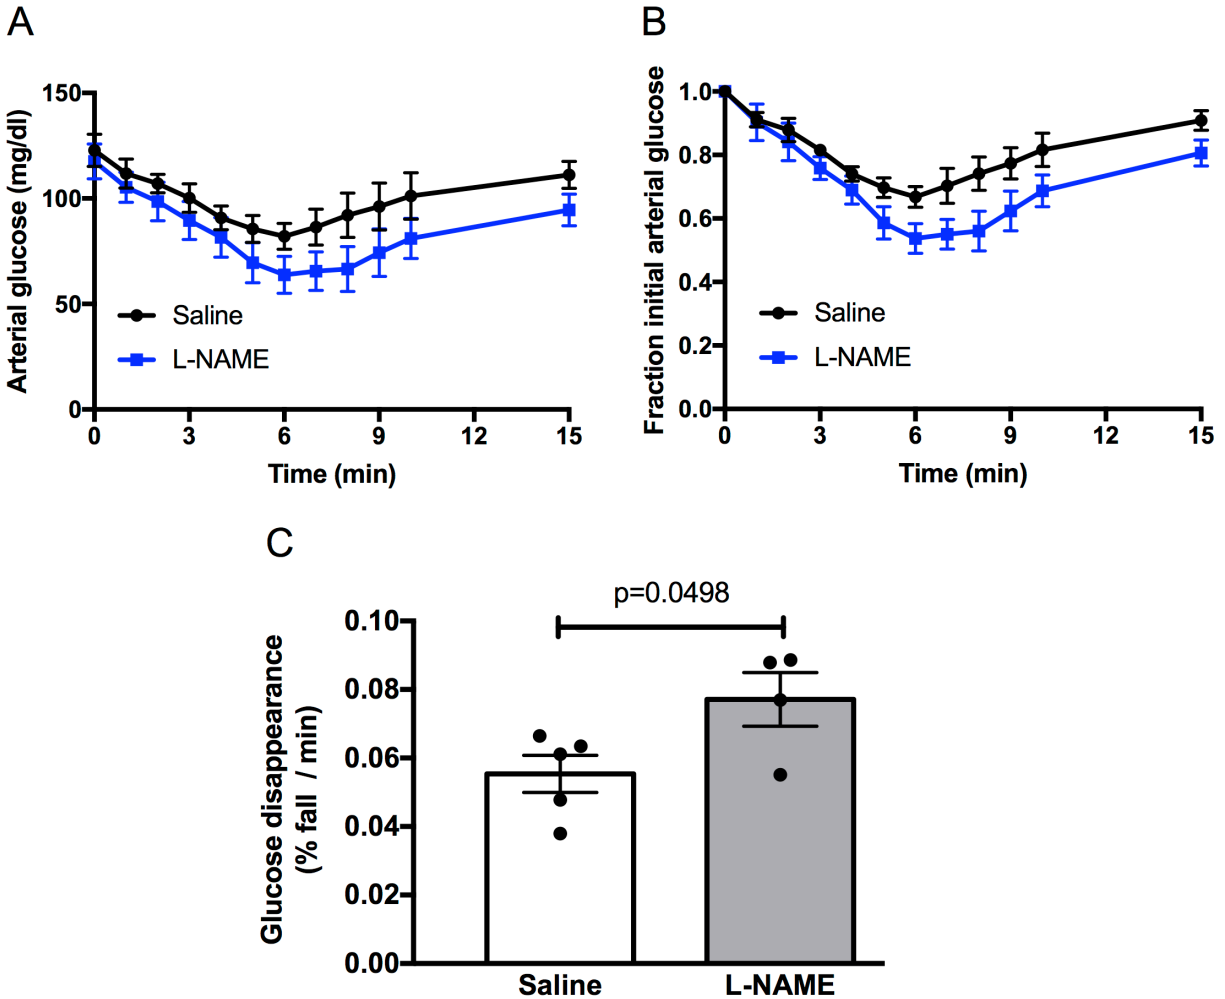 A
Arterial glucose (mg/dl)
150
100
50
0
Saline
L-NAME
0 3 6 9 12 15
Time (min)
B
Fraction initial arterial glucose
1.0
0.8
0.6
0.4
0.2
0.0
Saline
L-NAME
0 3 6 9 12 15
Time (min)
C
Glucose disappearance
(% fall / min)
p=0.0498
0.10
0.08
0.06
0.04
0.02
0.00
Saline L-NAME